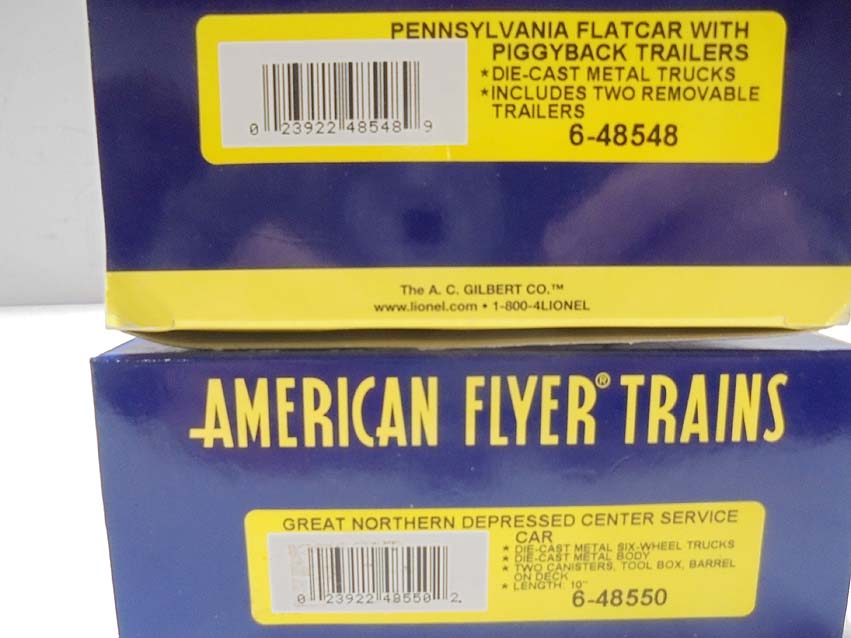 PENNSYLVANIA FLATCAR WITH
PIGGYBACK TRAILERS
*DIE-CAST METAL TRUCKS
*INCLUDES TWO REMOVABLE
TRAILERS
6-48548
0 23922 48548 9
The A. C. GILBERT CO.™
www.lionel.com • 1-800-4LIONEL
AMERICAN FLYER® TRAINS
GREAT NORTHERN DEPRESSED CENTER SERVICE
CAR
* DIE-CAST METAL SIX-WHEEL TRUCKS
* DIE-CAST METAL BODY
* TWO CANISTERS, TOOL BOX, BARREL
ON DECK
* LENGTH: 10"
6-48550
0 23922 48550 2